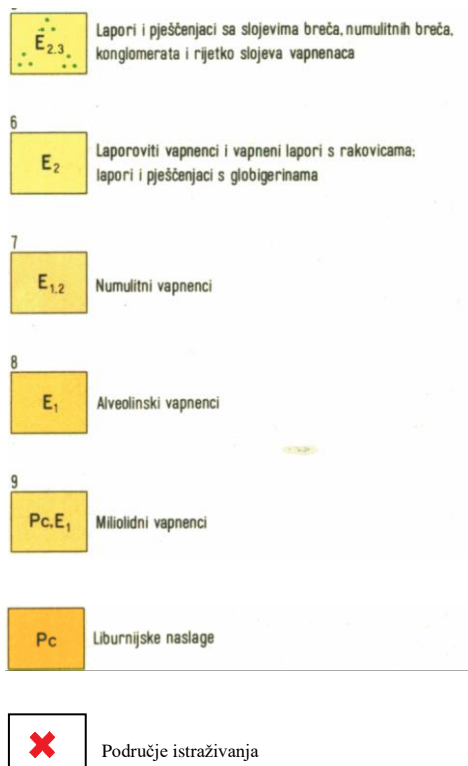 E2.3 Lapori i pješčenjaci sa slojevima breča, numulitnih breča,
konglomerata i rijetko slojeva vapnenaca
6
E2 Laporoviti vapnenci i vapneni lapori s rakovicama;
lapori i pješčenjaci s globigerinama
7
E1.2 Numulitni vapnenci
8
E1 Alveolinski vapnenci
9
Pc,E1 Miliolidni vapnenci
Pc Liburnijske naslage
Područje istraživanja